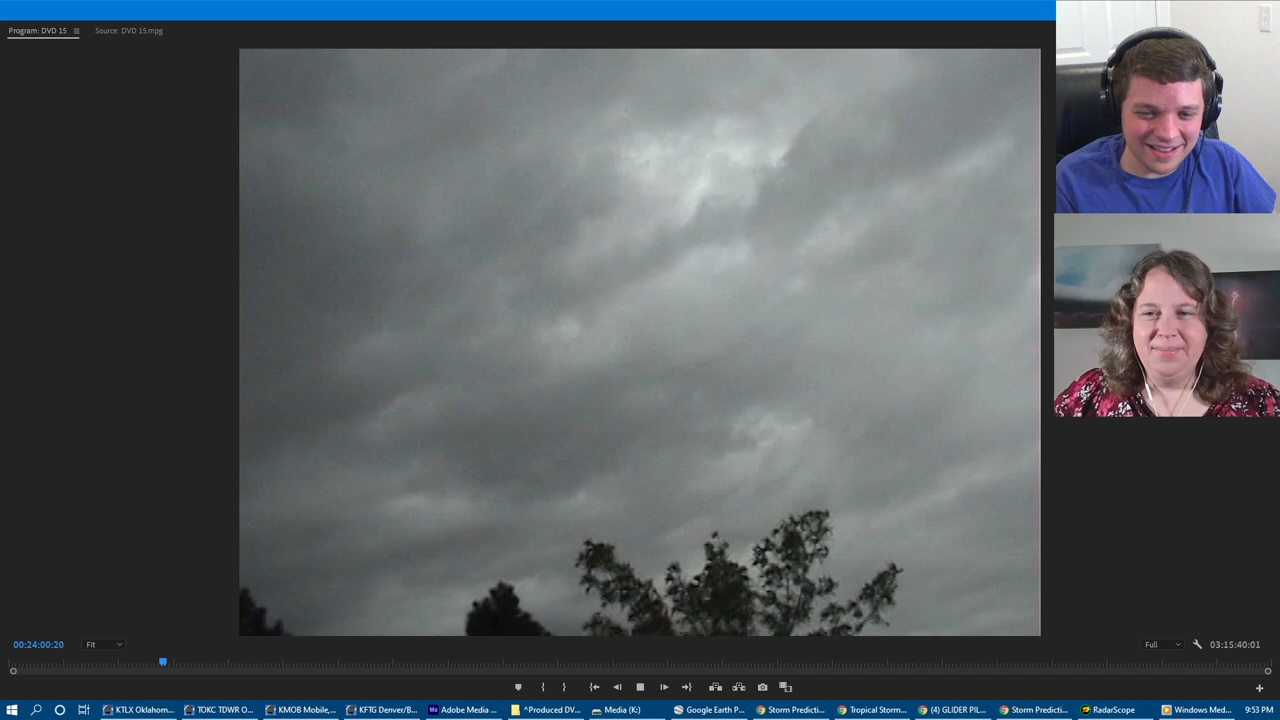 Program: DVD 15
Source: DVD 15.mpg
00:24:00:20
Fit
Full
03:15:40:01
KTLX Oklahom...
TOKC TDWR O...
KMOB Mobile,...
KFTG Denver/B...
Adobe Media ...
^Produced DV...
Media (K:)
Google Earth P...
Storm Predicti...
Tropical Storm...
(4) GLIDER PIL...
Storm Predicti...
RadarScope
Windows Med...
9:53 PM